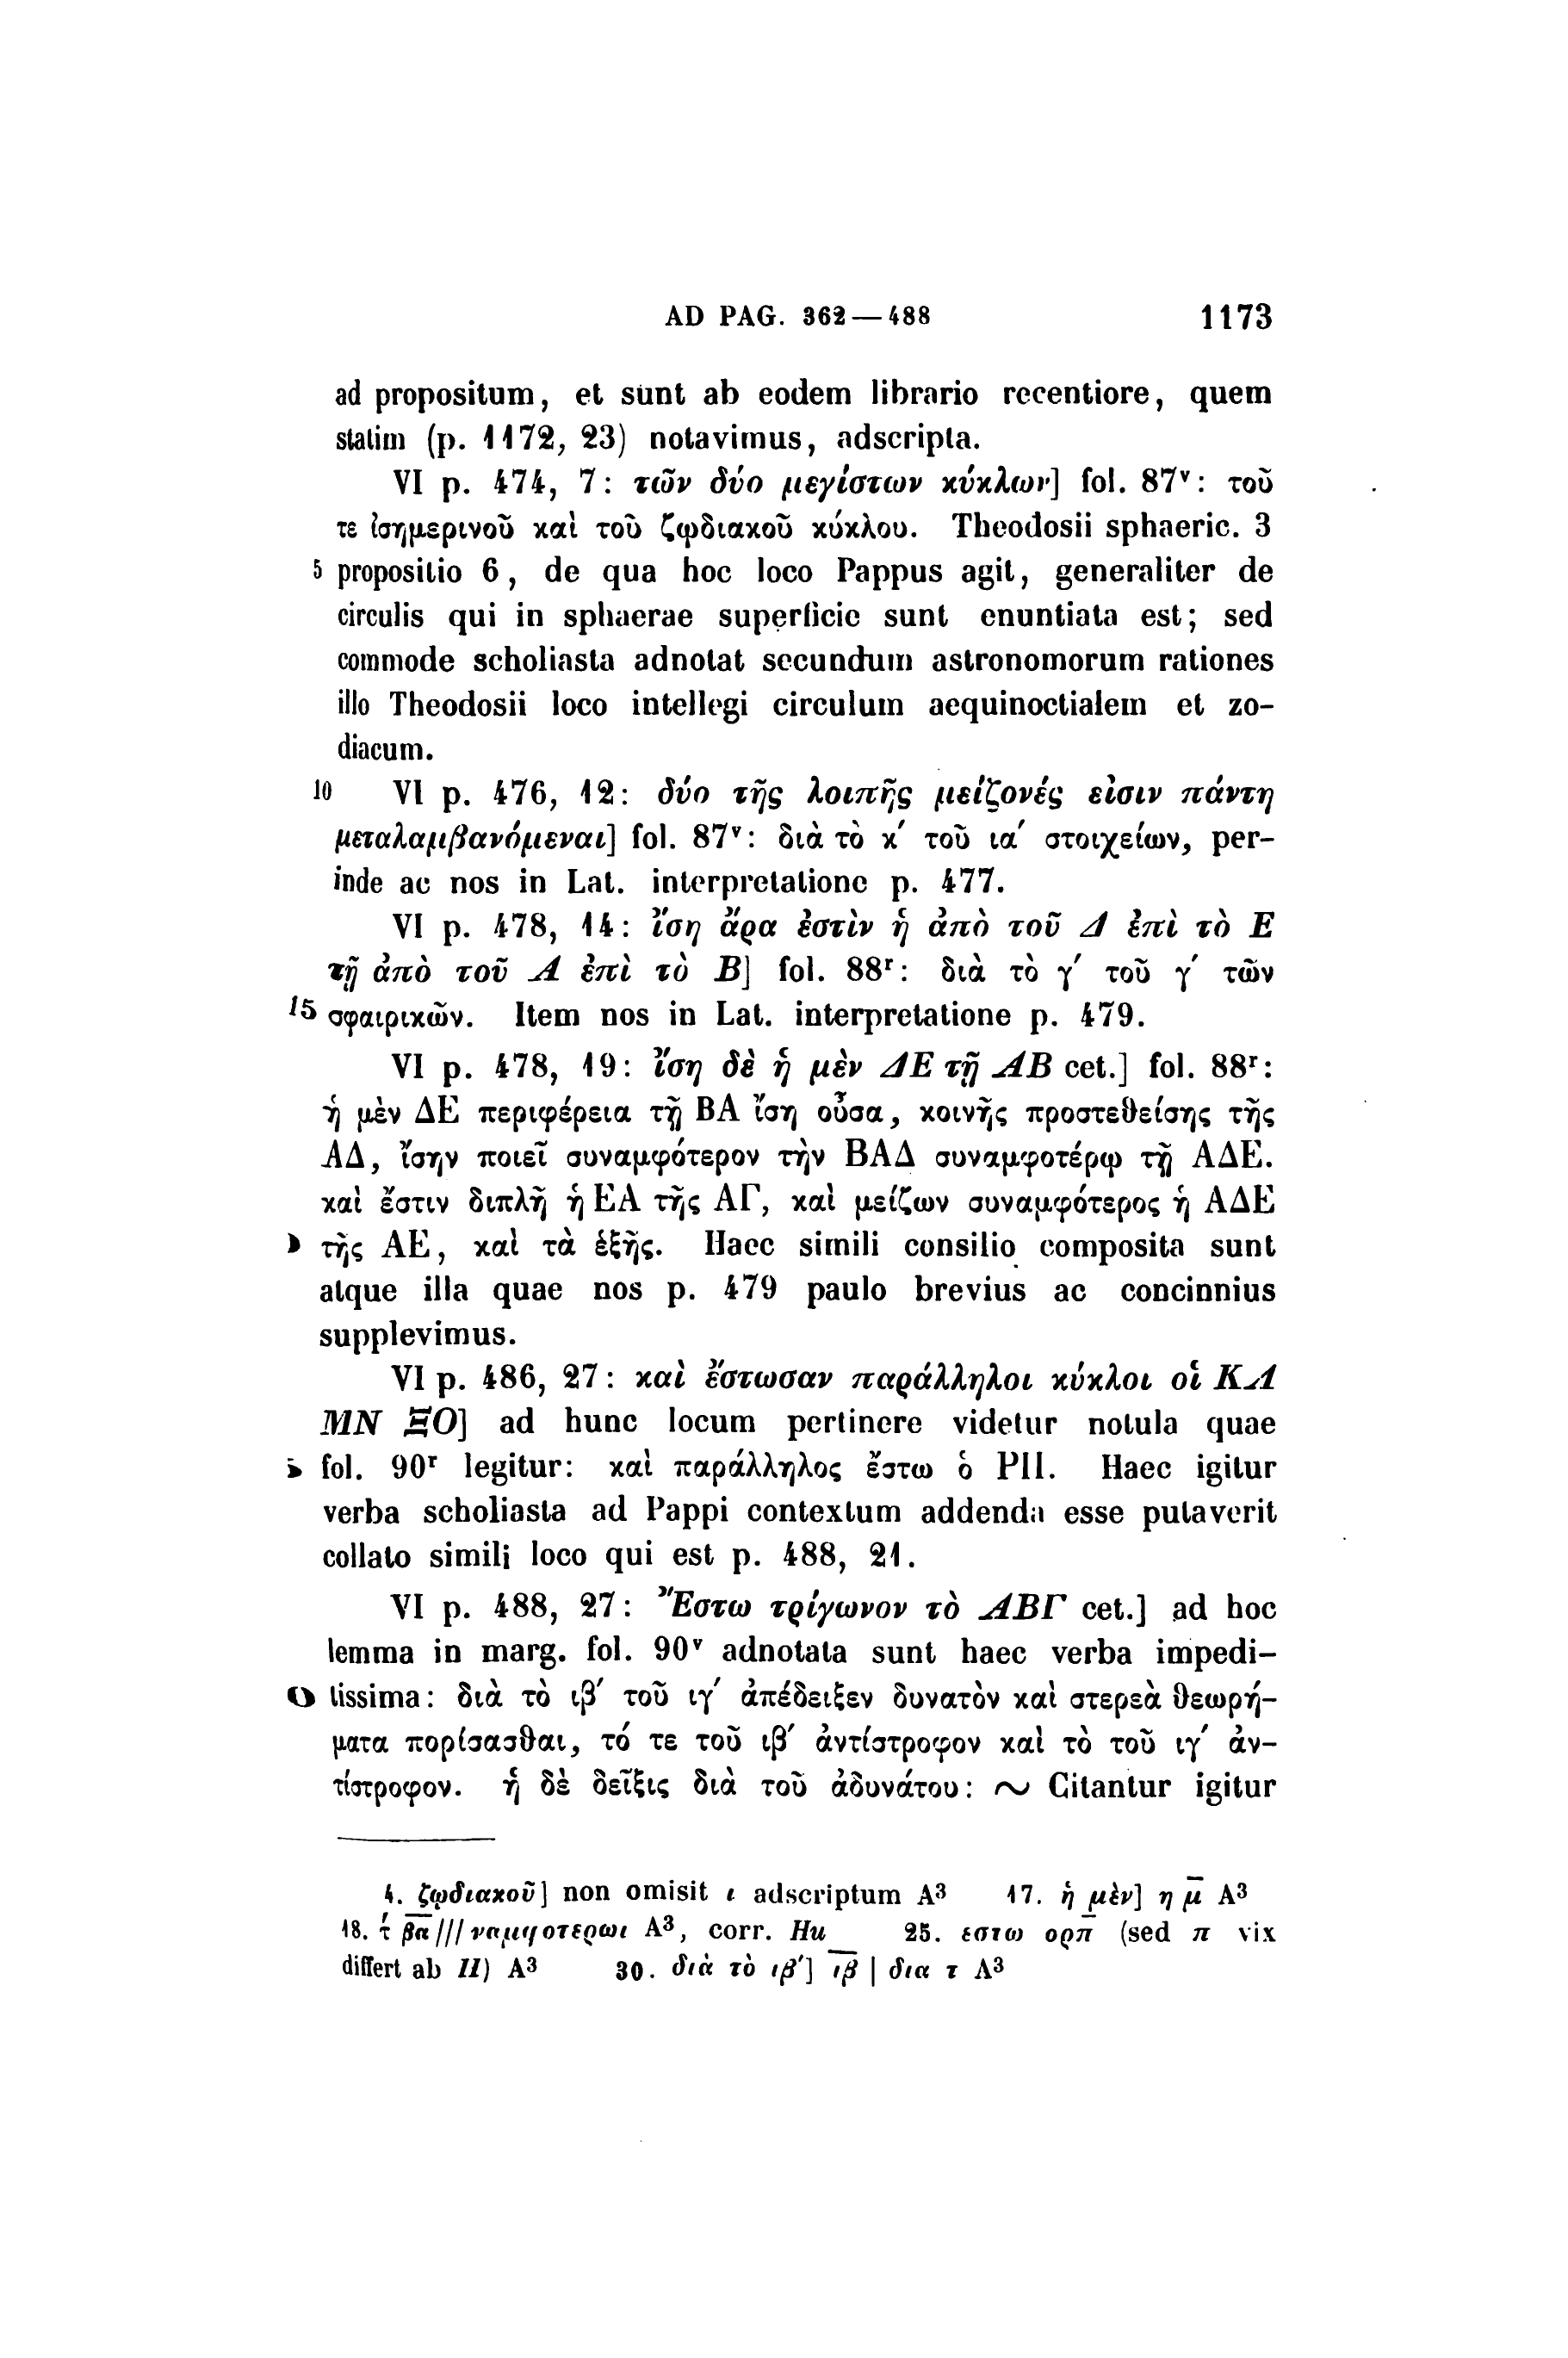 AD PAG. 362—488 1173
ad propositum, et sunt ab eodem librario recentiore, quem
statim (p. 1172, 23) notavimus, adscripta.
VI p. 474, 7: τῶν δύο μεγίστων κύκλων] fol. 87v: τοῦ
τε ἰσημερινοῦ καὶ τοῦ ζῳδιακοῦ κύκλου. Theodosii sphaeric. 3
5 propositio 6, de qua hoc loco Pappus agit, generaliter de
circulis qui in sphaerae superficie sunt enuntiata est; sed
commode scholiasta adnotat secundum astronomorum rationes
illo Theodosii loco intellegi circulum aequinoctialem et zo-
diacum.
10 VI p. 476, 12: δύο τῆς λοιπῆς μείζονές εἰσιν πάντη
μεταλαμβανόμεναι] fol. 87v: διὰ τὸ κ′ τοῦ ια′ στοιχείων, per-
inde ac nos in Lat. interpretatione p. 477.
VI p. 478, 14: ἴση ἄρα ἐστὶν ἡ ἀπὸ τοῦ Δ ἐπὶ τὸ Ε
τῇ ἀπὸ τοῦ Α ἐπὶ τὸ Β] fol. 88r: διὰ τὸ γ′ τοῦ γ′ τῶν
15 σφαιρικῶν. Item nos in Lat. interpretatione p. 479.
VI p. 478, 19: ἴση δὲ ἡ μὲν ΔΕ τῇ ΑΒ cet.] fol. 88r:
ἡ μὲν ΔΕ περιφέρεια τῇ ΒΑ ἴση οὖσα, κοινῆς προστεθείσης τῆς
ΑΔ, ἴσην ποιεῖ συναμφότερον τὴν ΒΑΔ συναμφοτέρῳ τῇ ΑΔΕ.
καὶ ἔστιν διπλῆ ἡ ΕΑ τῆς ΑΓ, καὶ μείζων συναμφότερος ἡ ΑΔΕ
τῆς ΑΕ, καὶ τὰ ἑξῆς. Haec simili consilio composita sunt
atque illa quae nos p. 479 paulo brevius ac concinnius
supplevimus.
VI p. 486, 27: καὶ ἔστωσαν παράλληλοι κύκλοι οἱ ΚΛ
ΜΝ ΞΟ] ad hunc locum pertinere videtur notula quae
fol. 90r legitur: καὶ παράλληλος ἔστω ὁ ΡΠ. Haec igitur
verba scholiasta ad Pappi contextum addenda esse putaverit
collato simili loco qui est p. 488, 21.
VI p. 488, 27: Ἔστω τρίγωνον τὸ ΑΒΓ cet.] ad hoc
lemma in marg. fol. 90v adnotata sunt haec verba impedi-
tissima: διὰ τὸ ιβ′ τοῦ ιγ′ ἀπέδειξεν δυνατὸν καὶ στερεὰ θεωρή-
ματα πορίσασθαι, τό τε τοῦ ιβ′ ἀντίστροφον καὶ τὸ τοῦ ιγ′ ἀν-
τίστροφον. ἡ δὲ δεῖξις διὰ τοῦ ἀδυνάτου: ~ Citantur igitur
4. ζῳδιακοῦ] non omisit ι adscriptum A3 17. ἡ μὲν] η μ̅ A3
18. τ́ β̅α̅///ναμφοτερωι A3, corr. Hu 25. εστω ορπ̅ (sed π vix
differt ab II) A3 30. διὰ τὸ ιβ′] ι̅β̅ | δια τ A3